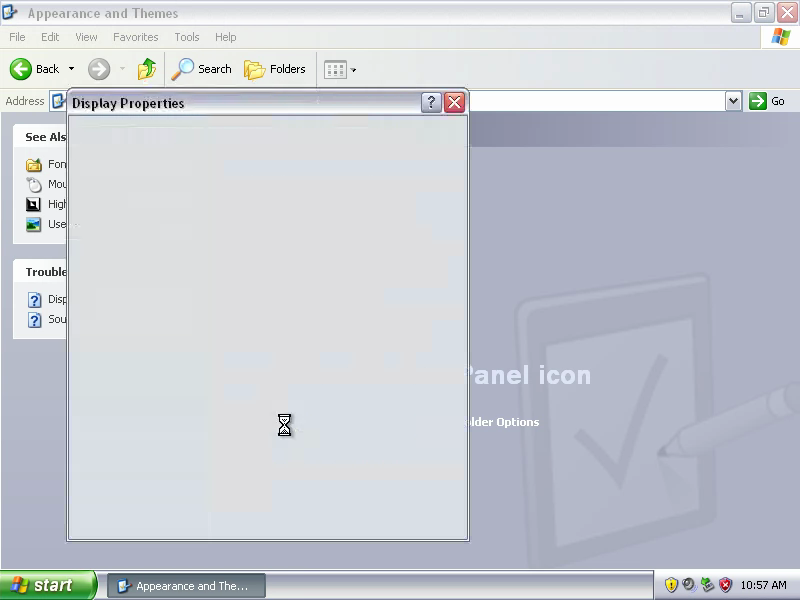 Appearance and Themes
File Edit View Favorites Tools Help
Back Search Folders
Address Go
Display Properties
?
See Als
Fon
Mou
High
Use
Trouble
Disp
Sou
Panel icon
lder Options
start Appearance and The... 10:57 AM